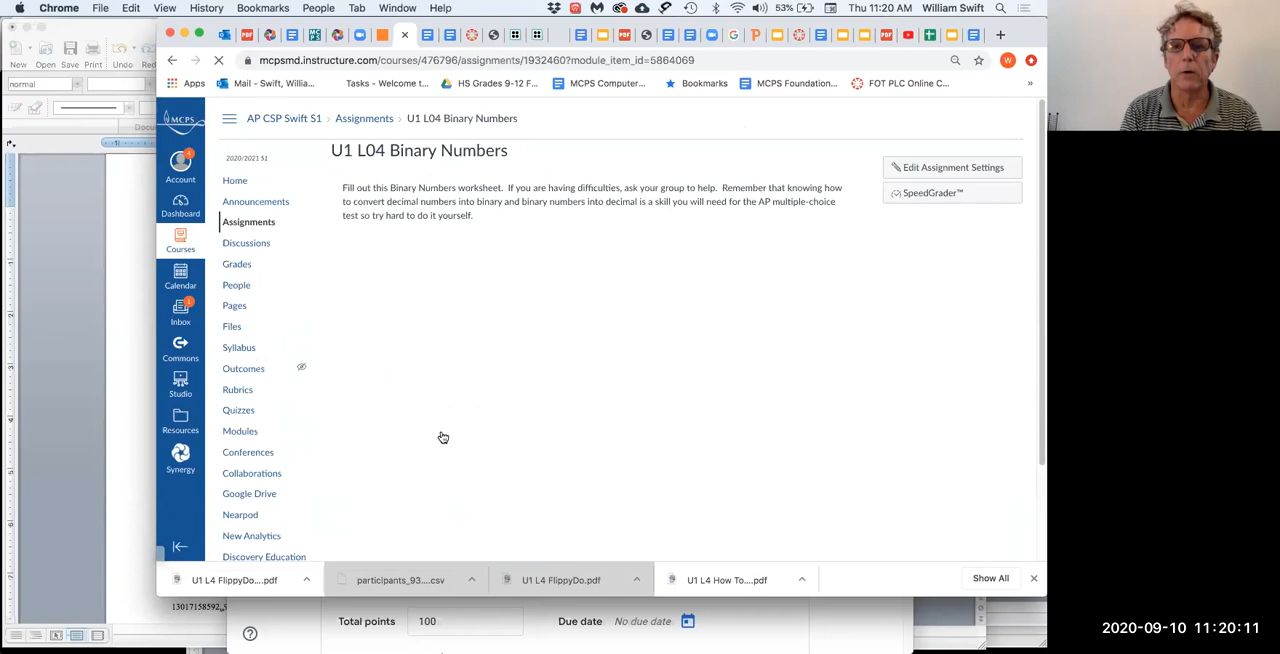 Chrome File Edit View History Bookmarks People Tab Window Help 53% Thu 11:20 AM William Swift
New Open Save Print Undo
normal
mcpsmd.instructure.com/courses/476796/assignments/1932460?module_item_id=5864069 W
Apps Mail - Swift, Willia... Tasks - Welcome t... HS Grades 9-12 F... MCPS Computer... Bookmarks MCPS Foundation... FOT PLC Online C...
MCPS
AP CSP Swift S1 › Assignments › U1 L04 Binary Numbers
2020/2021 S1
U1 L04 Binary Numbers
Edit Assignment Settings
SpeedGrader™
Fill out this Binary Numbers worksheet. If you are having difficulties, ask your group to help. Remember that knowing how
to convert decimal numbers into binary and binary numbers into decimal is a skill you will need for the AP multiple-choice
test so try hard to do it yourself.
4
Account
Dashboard
Courses
Calendar
1
Inbox
Commons
Studio
Resources
Synergy
Home
Announcements
Assignments
Discussions
Grades
People
Pages
Files
Syllabus
Outcomes
Rubrics
Quizzes
Modules
Conferences
Collaborations
Google Drive
Nearpod
New Analytics
Discovery Education
U1 L4 FlippyDo....pdf participants_93....csv U1 L4 FlippyDo.pdf U1 L4 How To....pdf Show All
Total points 100 Due date No due date
2020-09-10 11:20:11